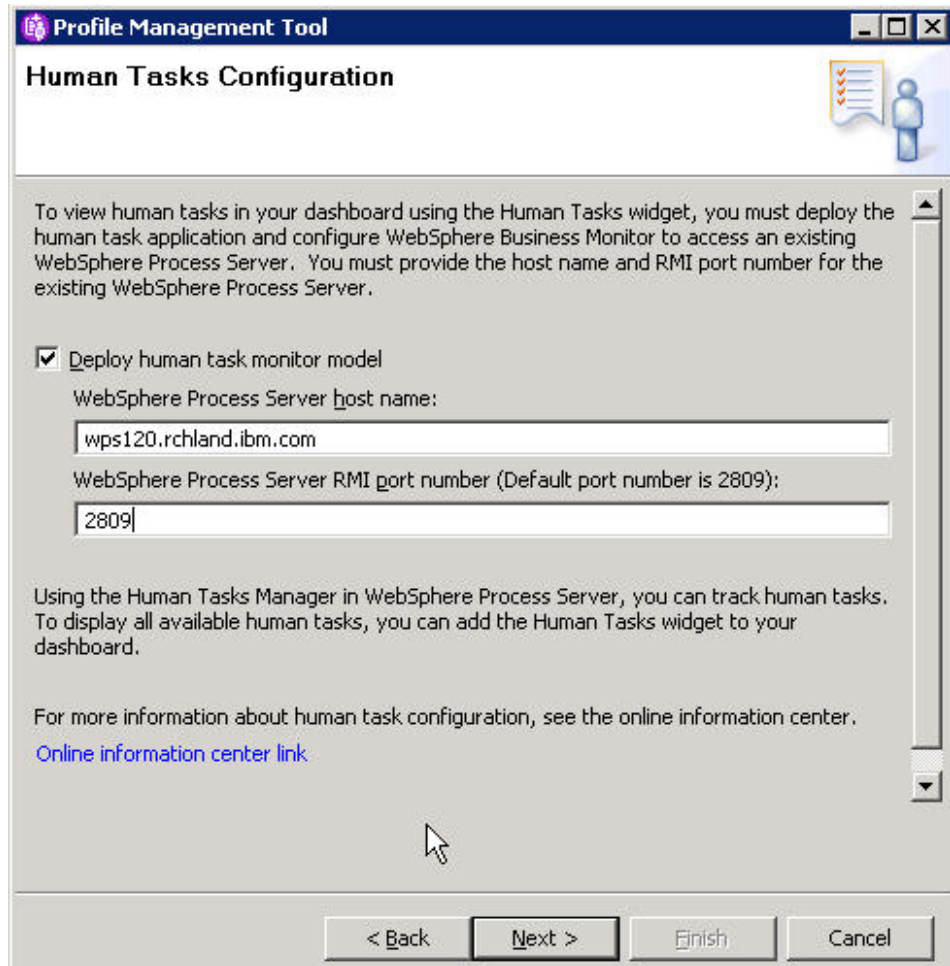 Profile Management Tool
Human Tasks Configuration
To view human tasks in your dashboard using the Human Tasks widget, you must deploy the
human task application and configure WebSphere Business Monitor to access an existing
WebSphere Process Server.  You must provide the host name and RMI port number for the
existing WebSphere Process Server.
Deploy human task monitor model
WebSphere Process Server host name:
wps120.rchland.ibm.com
WebSphere Process Server RMI port number (Default port number is 2809):
2809
Using the Human Tasks Manager in WebSphere Process Server, you can track human tasks.
To display all available human tasks, you can add the Human Tasks widget to your
dashboard.
For more information about human task configuration, see the online information center.
Online information center link
< Back Next > Finish Cancel